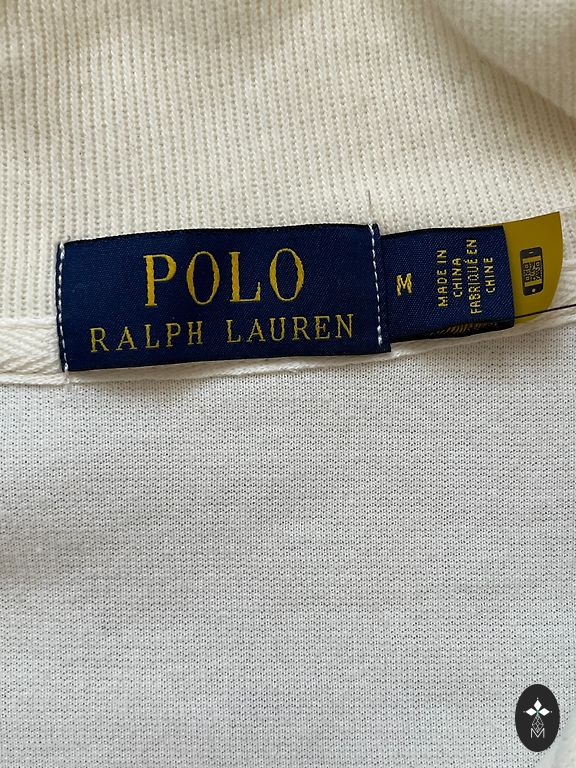 POLO
RALPH LAUREN
M
MADE IN
CHINA
FABRIQUÉ EN
CHINE
M